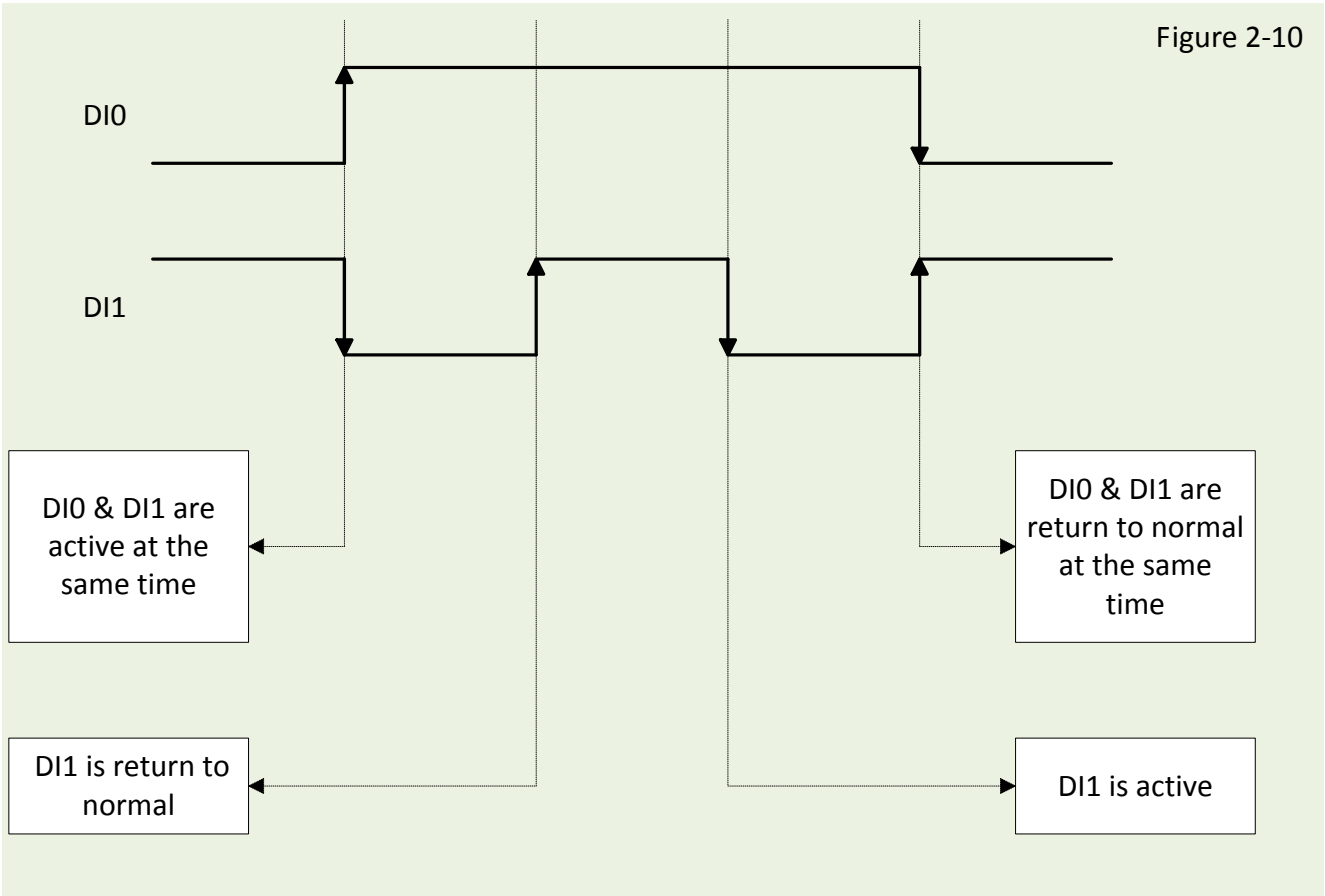 Figure 2-10
DI0
DI1
DI0 & DI1 are
active at the
same time
DI0 & DI1 are
return to normal
at the same
time
DI1 is return to
normal
DI1 is active